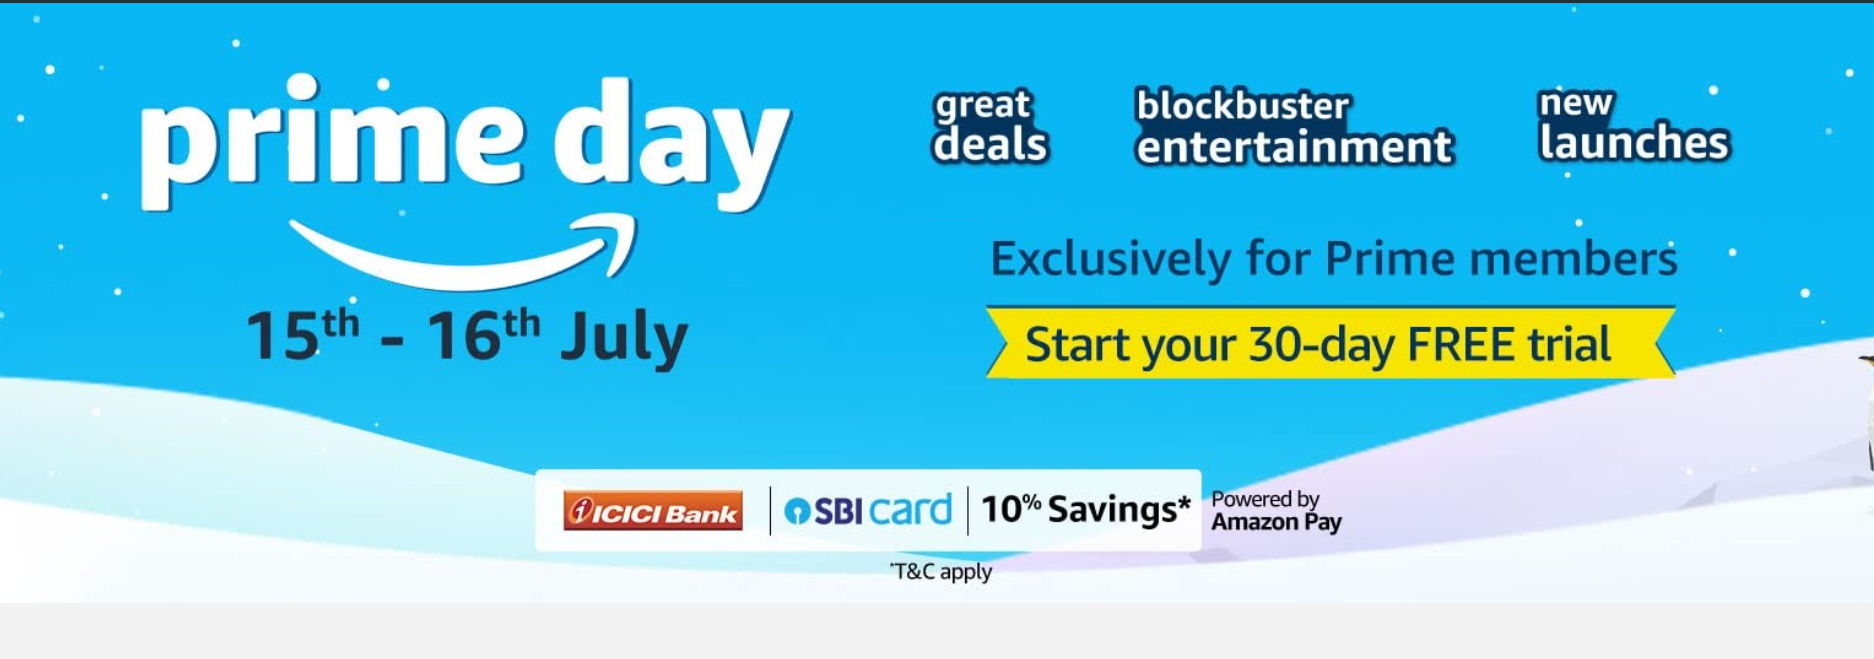 prime day
15th - 16th July
great
deals
blockbuster
entertainment
new
launches
Exclusively for Prime members
Start your 30-day FREE trial
ICICI Bank
SBI card
10% Savings*
Powered by
Amazon Pay
*T&C apply